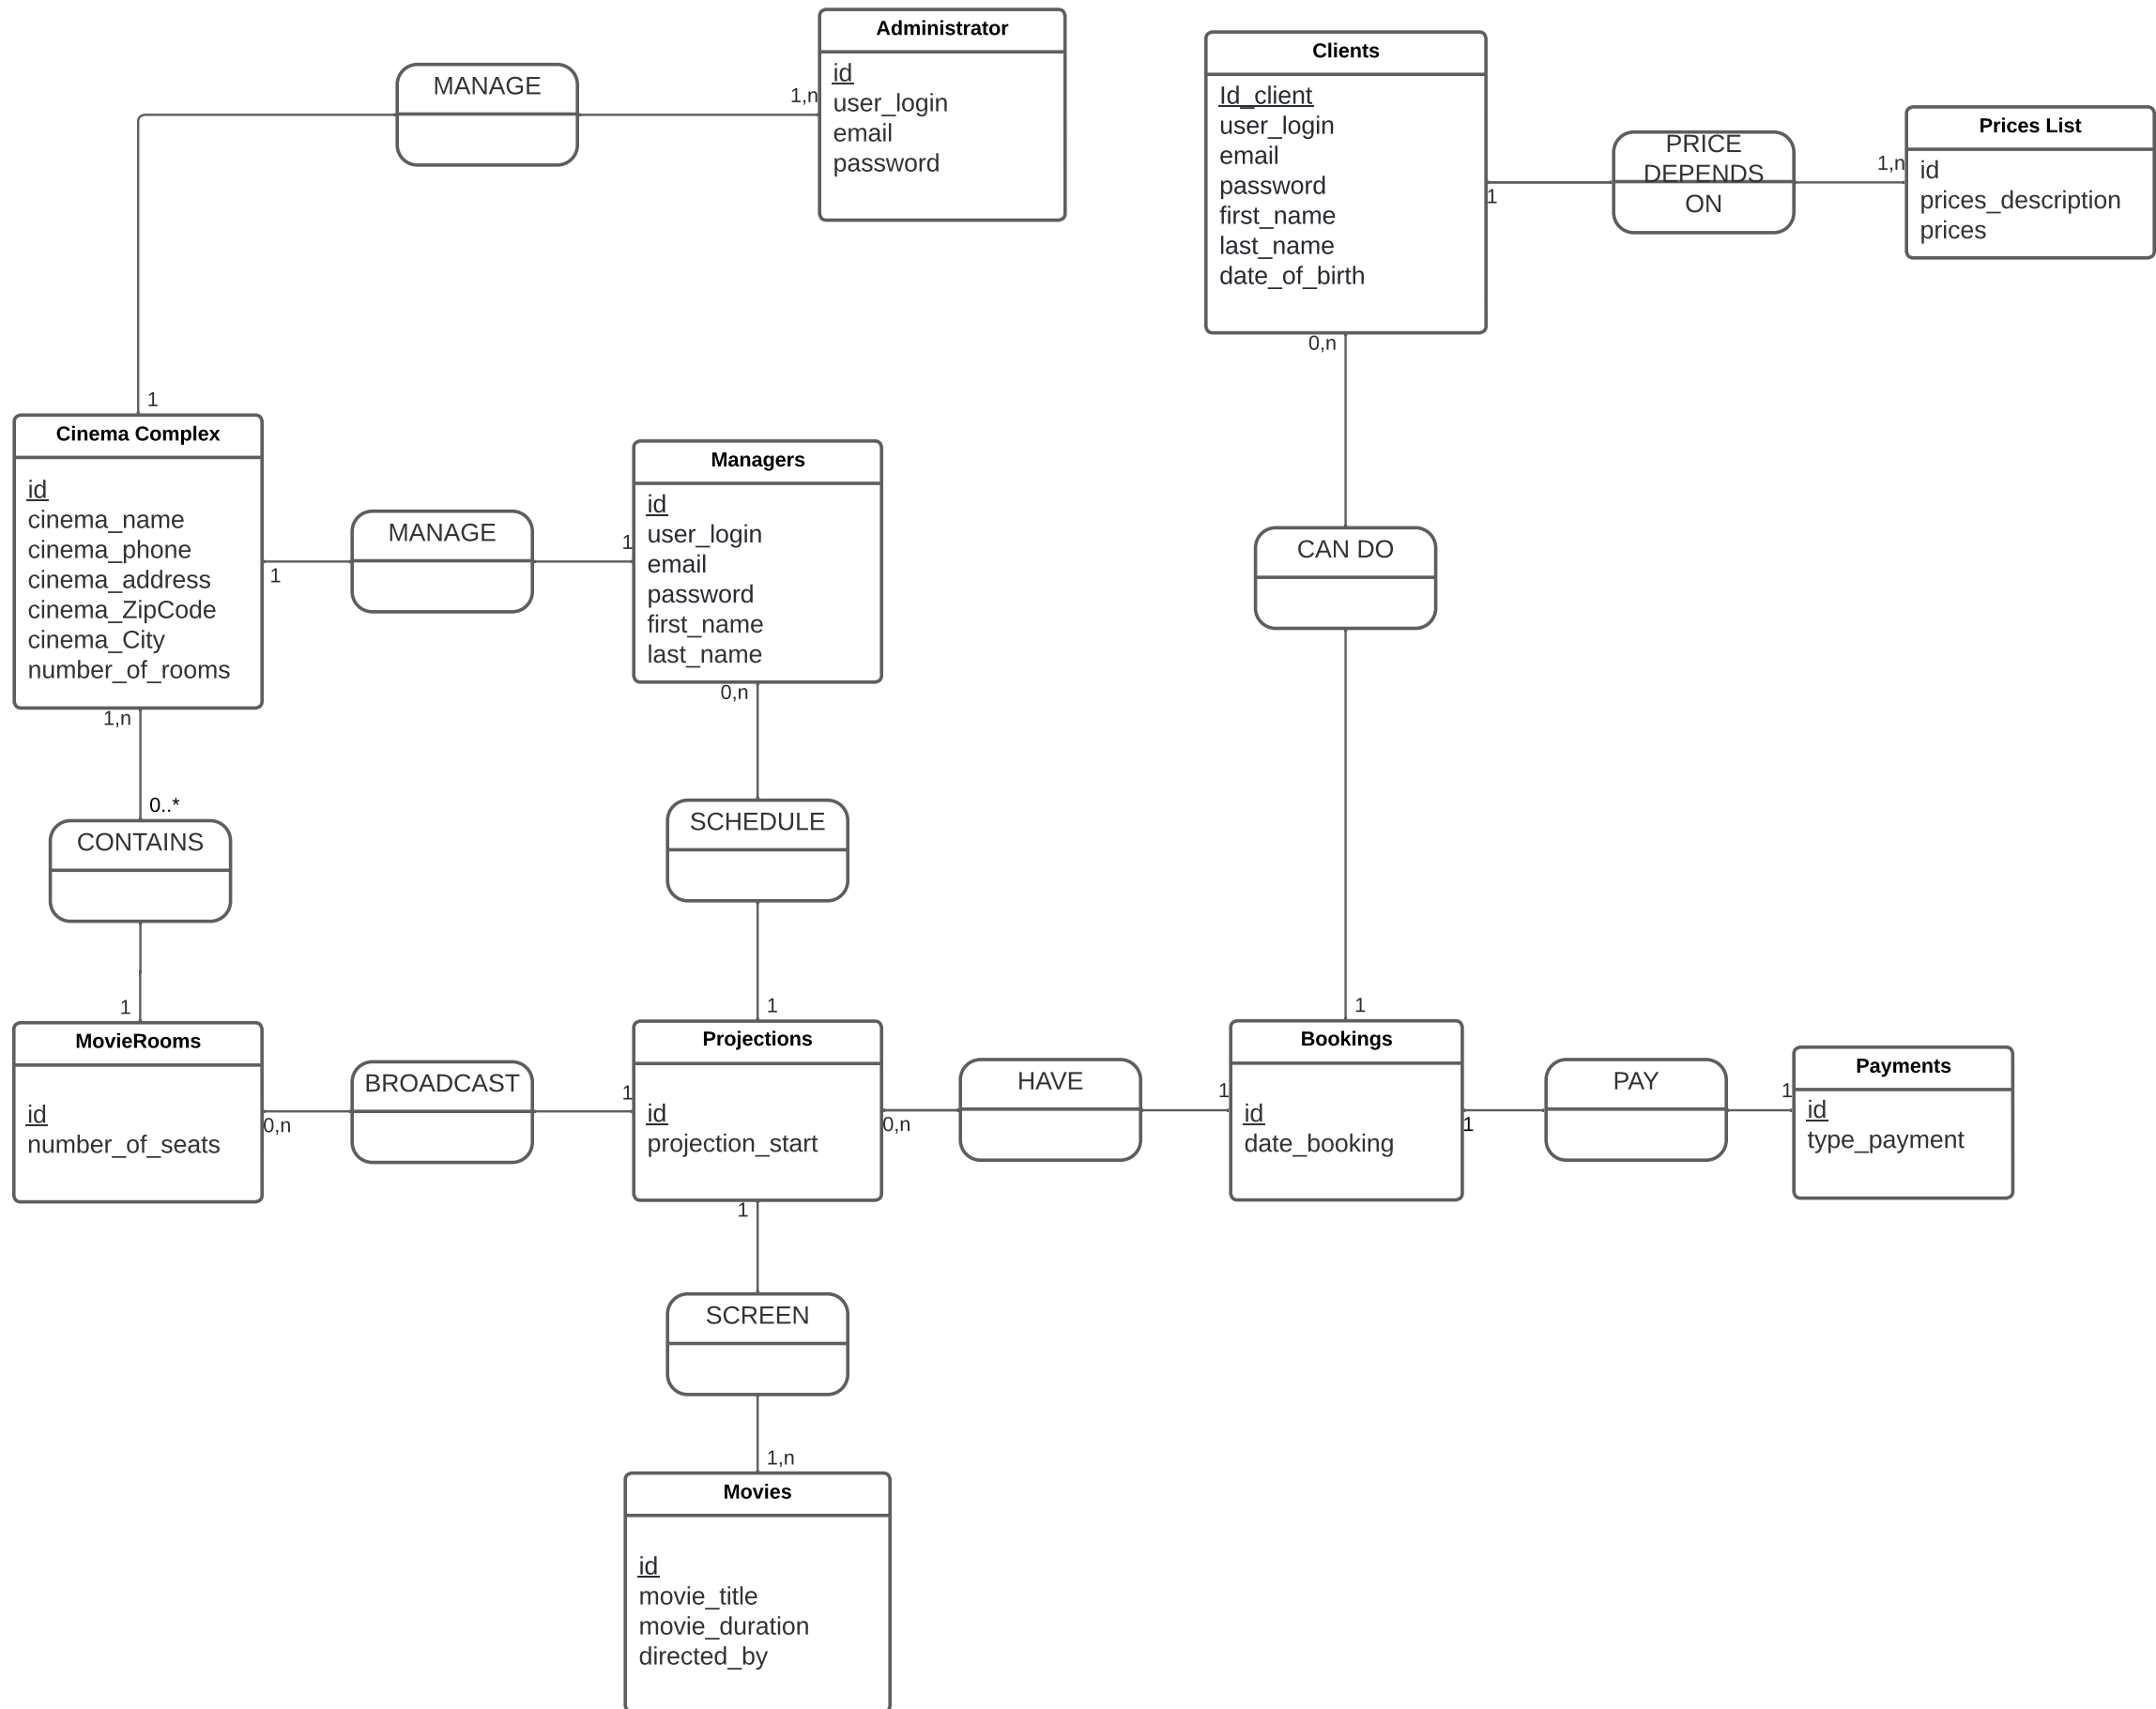 Administrator
id
user_login
email
password
MANAGE
1,n
1
Clients
Id_client
user_login
email
password
first_name
last_name
date_of_birth
1
PRICE
DEPENDS
ON
1,n
Prices List
id
prices_description
prices
0,n
CAN DO
1
Cinema Complex
id
cinema_name
cinema_phone
cinema_address
cinema_ZipCode
cinema_City
number_of_rooms
1
MANAGE
1
Managers
id
user_login
email
password
first_name
last_name
1,n
0..*
CONTAINS
1
0,n
SCHEDULE
1
MovieRooms
id
number_of_seats
0,n
BROADCAST
1
Projections
id
projection_start
0,n
HAVE
1
Bookings
id
date_booking
1
PAY
1
Payments
id
type_payment
1
SCREEN
1,n
Movies
id
movie_title
movie_duration
directed_by